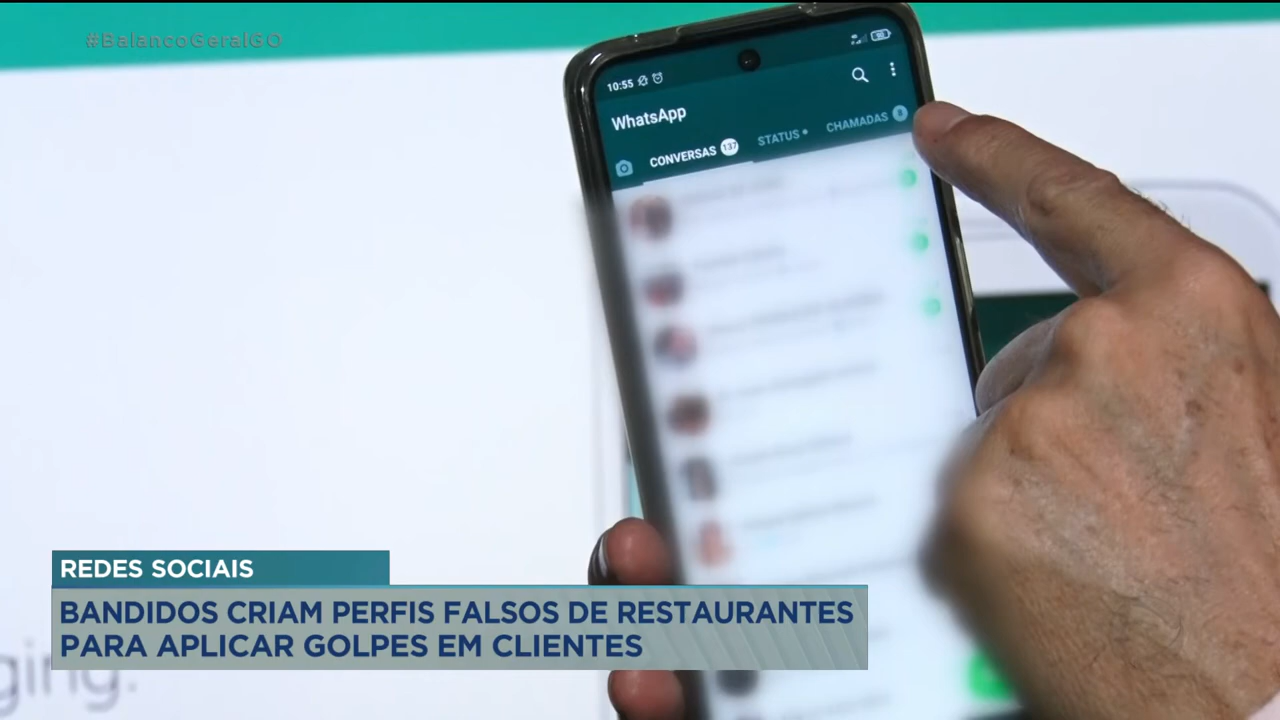 #BalancoGeralGO
10:55
WhatsApp
CONVERSAS 137
STATUS
CHAMADAS 8
REDES SOCIAIS
BANDIDOS CRIAM PERFIS FALSOS DE RESTAURANTES
PARA APLICAR GOLPES EM CLIENTES
ging.